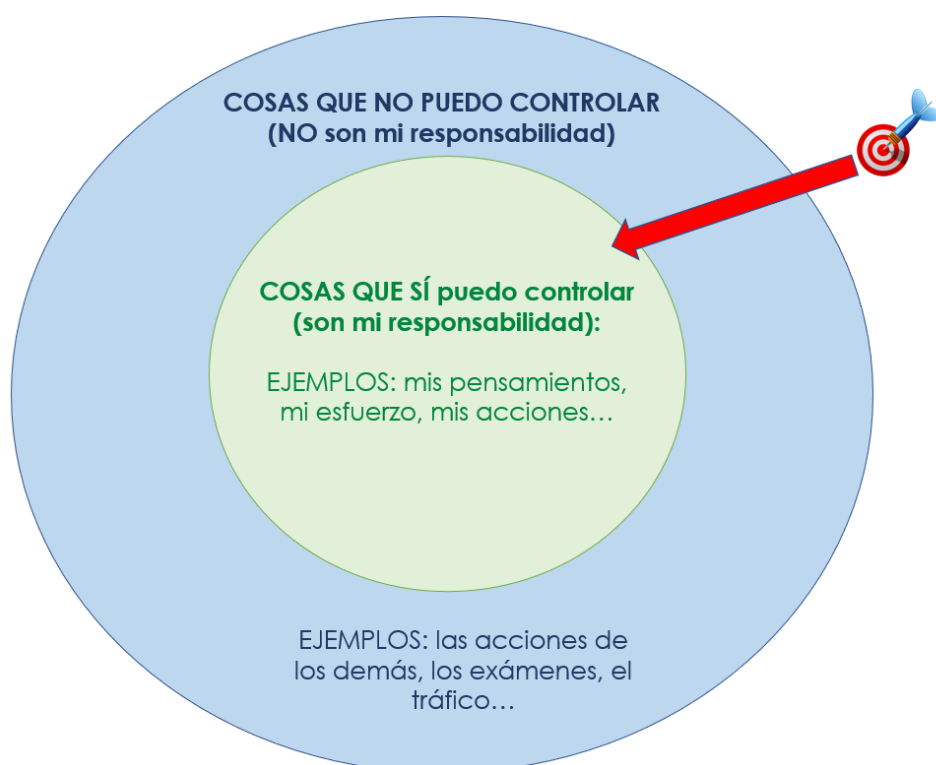 COSAS QUE NO PUEDO CONTROLAR
(NO son mi responsabilidad)
COSAS QUE SÍ puedo controlar
(son mi responsabilidad):
EJEMPLOS: mis pensamientos,
mi esfuerzo, mis acciones…
EJEMPLOS: las acciones de
los demás, los exámenes, el
tráfico…